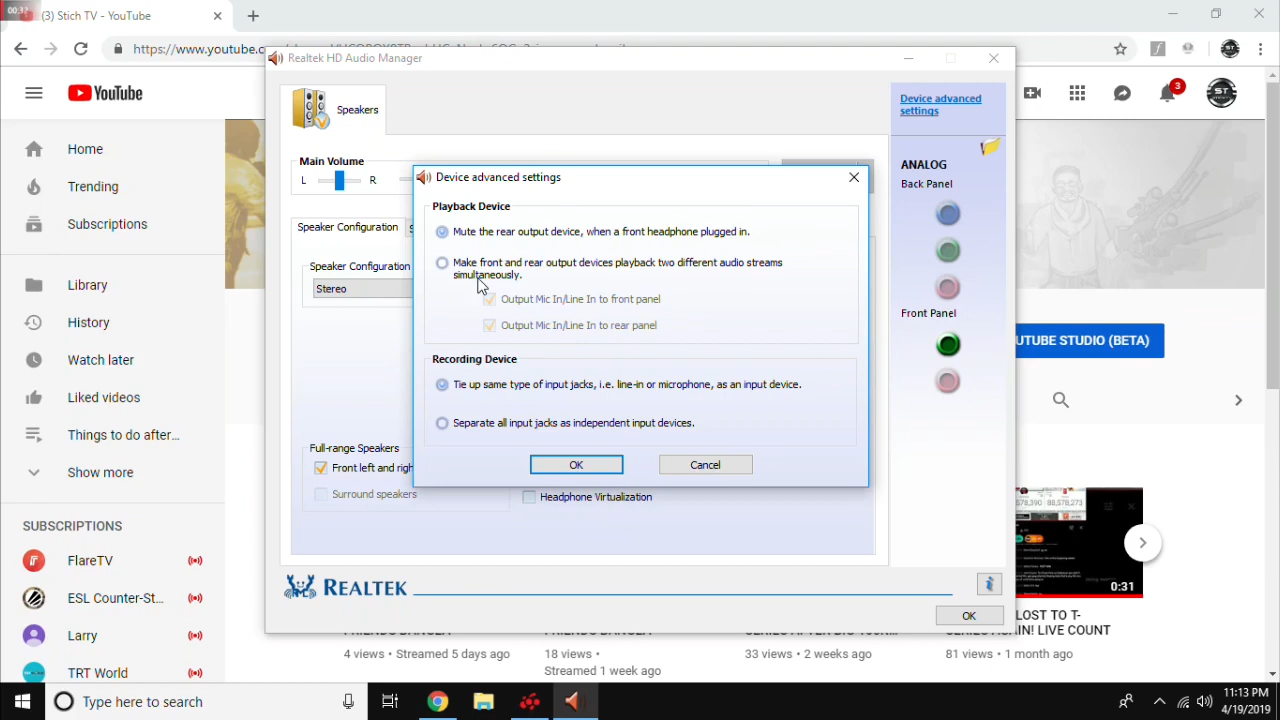 00:32
(3) Stich TV - YouTube
https://www.youtube.c
Realtek HD Audio Manager
YouTube
3
ST
Home
Trending
Subscriptions
Library
History
Watch later
Liked videos
Things to do after...
Show more
SUBSCRIPTIONS
FlareTV
ESL Counter-St...
Larry
TRT World
Speakers
Device advanced
settings
Main Volume
L
R
ANALOG
Back Panel
Front Panel
Speaker Configuration
Speaker Configuration
Stereo
Full-range Speakers
Front left and righ
Surround speakers
Headphone Virtualization
Device advanced settings
Playback Device
Mute the rear output device, when a front headphone plugged in.
Make front and rear output devices playback two different audio streams
simultaneously.
Output Mic In/Line In to front panel
Output Mic In/Line In to rear panel
Recording Device
Tie up same type of input jacks, i.e. line-in or microphone, as an input device.
Separate all input jacks as independent input devices.
OK
Cancel
REALTEK
OK
UTUBE STUDIO (BETA)
0:31
LOST TO T-
AGAIN! LIVE COUNT
4 views • Streamed 5 days ago
18 views •
Streamed 1 week ago
33 views • 2 weeks ago
81 views • 1 month ago
Type here to search
11:13 PM
4/19/2019